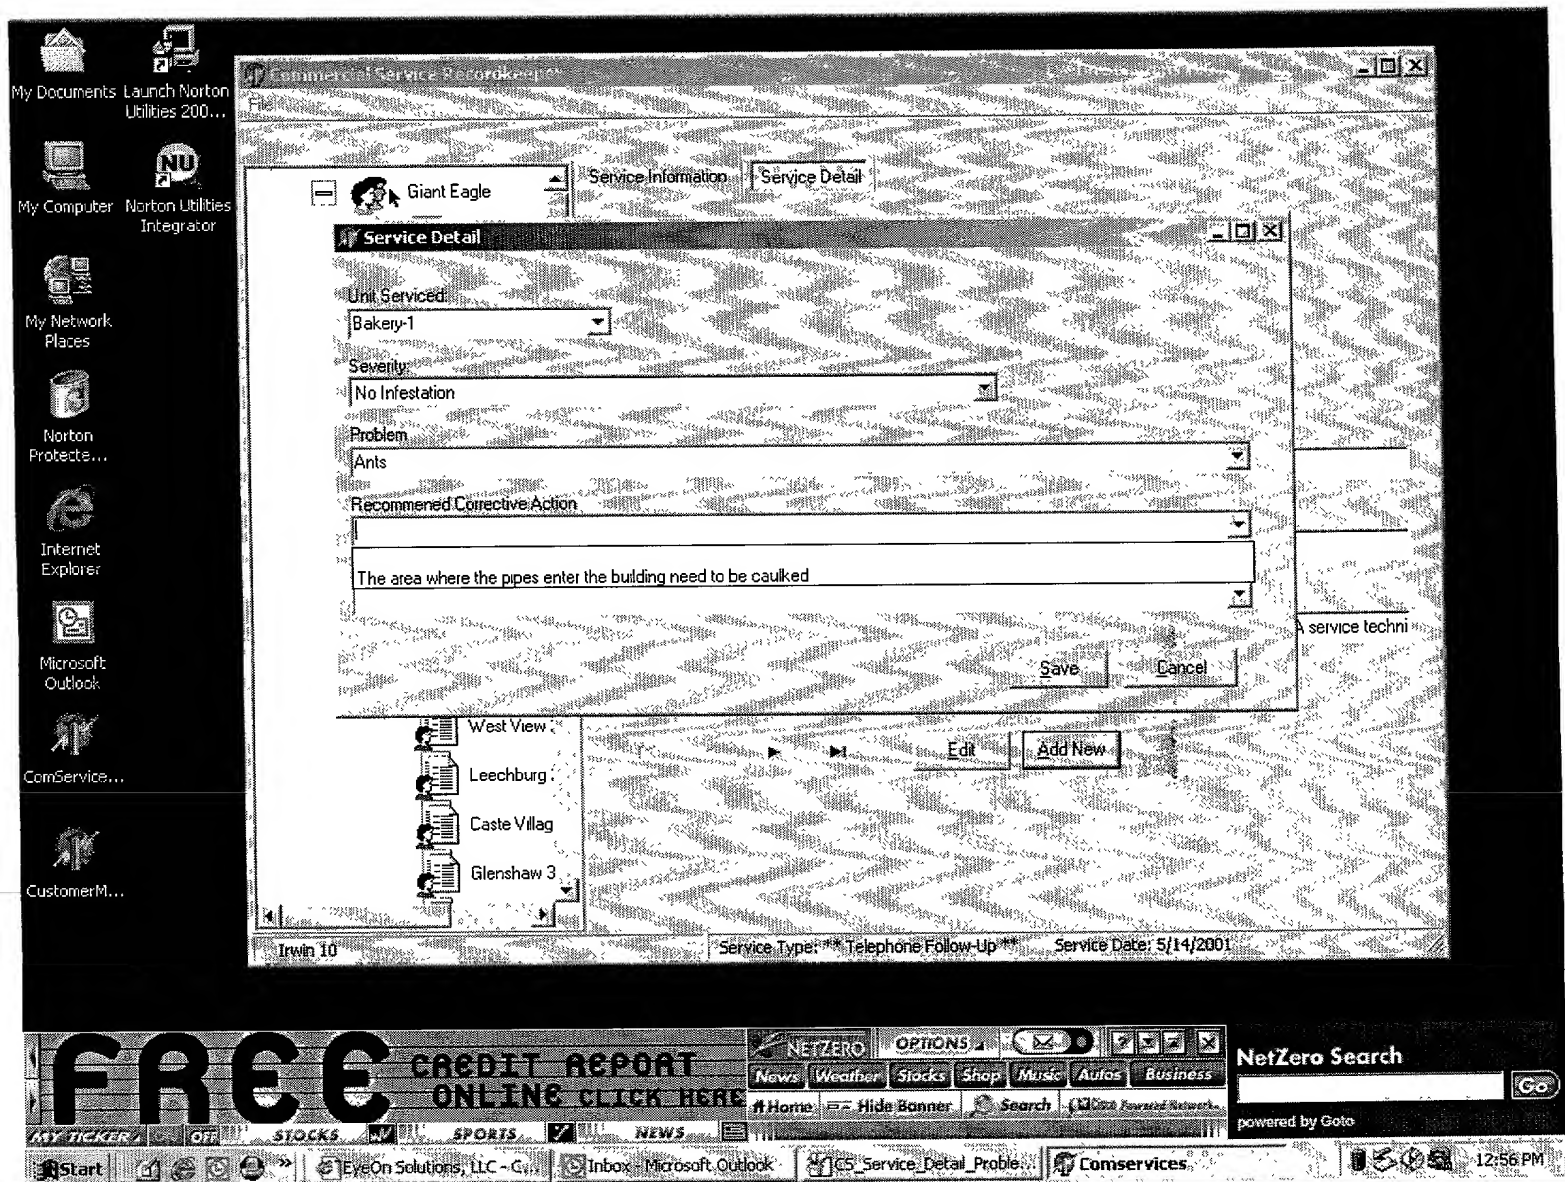 My Documents
Launch Norton
Utilities 200...
My Computer
NU
Norton Utilities
Integrator
My Network
Places
Norton
Protecte...
Internet
Explorer
Microsoft
Outlook
ComService...
CustomerM...
Commercial Service Recordkeep**
File
Giant Eagle
Service Information
Service Detail
Service Detail
Unit Serviced:
Bakery-1
Severity:
No Infestation
Problem
Ants
Recommened Corrective Action
The area where the pipes enter the building need to be caulked
A service techni
Save
Cancel
West View
Leechburg
Caste Villag
Glenshaw 3
Edit
Add New
Irwin 10
Service Type: ** Telephone Follow-Up **
Service Date: 5/14/2001
FREE
CREDIT REPORT
ONLINE CLICK HERE
NETZERO
OPTIONS
News Weather Stocks Shop Music Autos Business
Home
Hide Banner
Search
NetZero Search
Go
powered by Goto
MY TICKER
OFF
STOCKS
SPORTS
NEWS
Start
»
EyeOn Solutions, LLC - C...
Inbox - Microsoft Outlook
CS_Service_Detail_Proble...
Comservices
12:56 PM